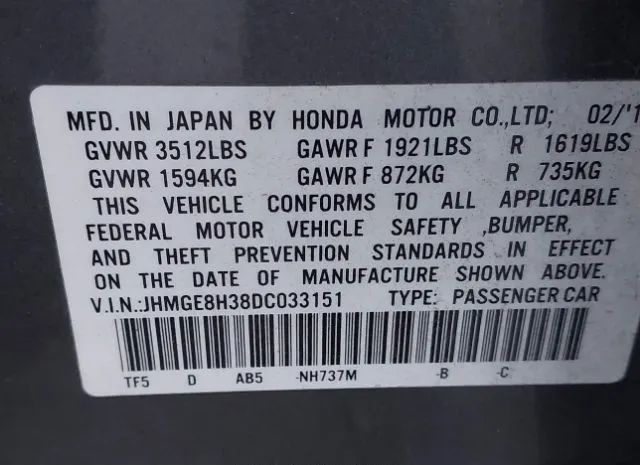 MFD. IN JAPAN BY HONDA MOTOR CO.,LTD; 02/'1
GVWR 3512LBS GAWR F 1921LBS R 1619LBS
GVWR 1594KG GAWR F 872KG R 735KG
THIS VEHICLE CONFORMS TO ALL APPLICABLE
FEDERAL MOTOR VEHICLE SAFETY ,BUMPER,
AND THEFT PREVENTION STANDARDS IN EFFECT
ON THE DATE OF MANUFACTURE SHOWN ABOVE.
V.I.N.:JHMGE8H38DC033151 TYPE: PASSENGER CAR
TF5 D AB5 -NH737M -B -C